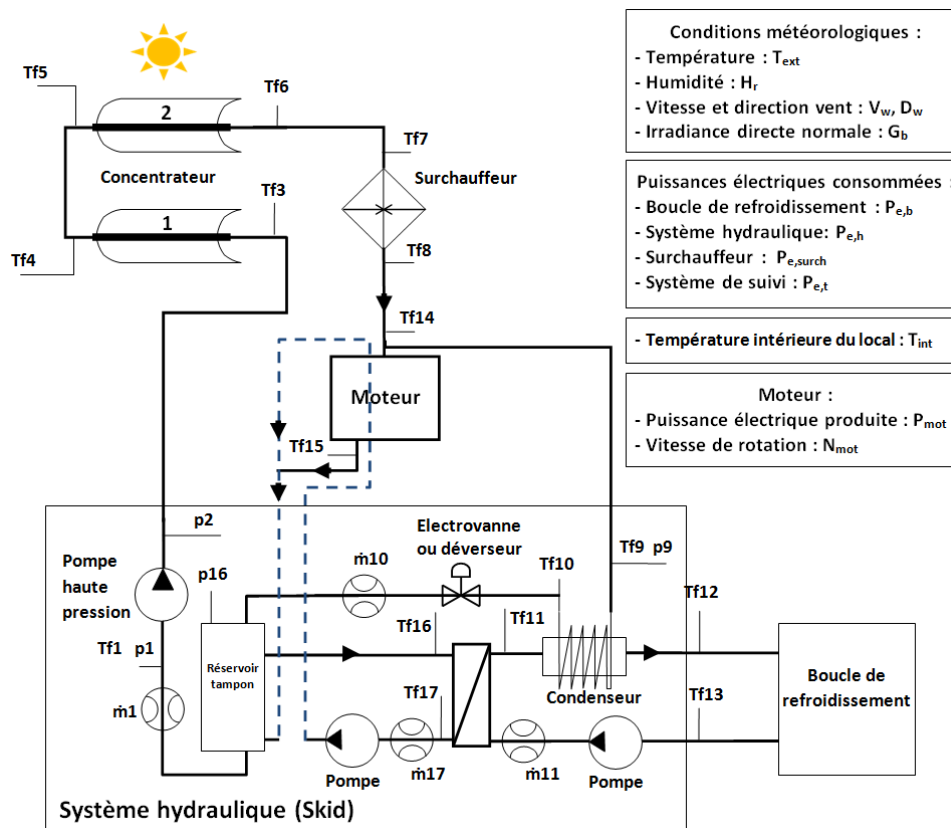 Conditions météorologiques :
- Température : Text
- Humidité : Hr
- Vitesse et direction vent : Vw, Dw
- Irradiance directe normale : Gb
Puissances électriques consommées :
- Boucle de refroidissement : Pe,b
- Système hydraulique: Pe,h
- Surchauffeur : Pe,surch
- Système de suivi : Pe,t
- Température intérieure du local : Tint
Moteur :
- Puissance électrique produite : Pmot
- Vitesse de rotation : Nmot
Tf5
2
Tf6
Tf7
Concentrateur
Surchauffeur
Tf3
1
Tf4
Tf8
Tf14
Moteur
Tf15
p2
Electrovanne
ou déverseur
Pompe
haute
pression
p16
ṁ10
Tf10
Tf9 p9
Tf12
Tf16
Tf11
Tf1 p1
Réservoir
tampon
Condenseur
Boucle de
refroidissement
Tf17
Tf13
ṁ1
Pompe
ṁ17
ṁ11
Pompe
Système hydraulique (Skid)